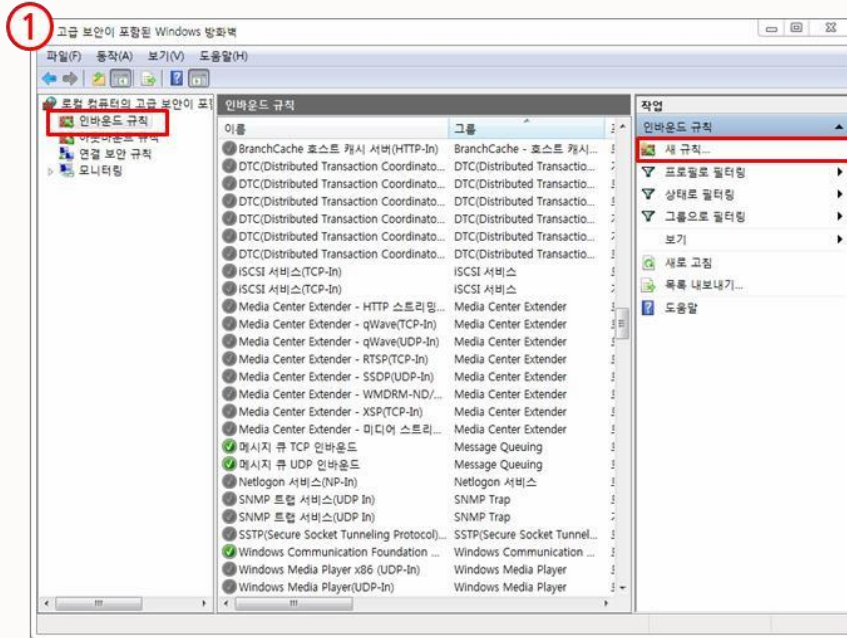 ①
고급 보안이 포함된 Windows 방화벽
파일(F) 동작(A) 보기(V) 도움말(H)
로컬 컴퓨터의 고급 보안이 포
인바운드 규칙
아웃바운드 규칙
연결 보안 규칙
모니터링
인바운드 규칙
이름 그룹
BranchCache 호스트 캐시 서버(HTTP-In) BranchCache - 호스트 캐시...
DTC(Distributed Transaction Coordinato... DTC(Distributed Transactio...
DTC(Distributed Transaction Coordinato... DTC(Distributed Transactio...
DTC(Distributed Transaction Coordinato... DTC(Distributed Transactio...
DTC(Distributed Transaction Coordinato... DTC(Distributed Transactio...
DTC(Distributed Transaction Coordinato... DTC(Distributed Transactio...
DTC(Distributed Transaction Coordinato... DTC(Distributed Transactio...
iSCSI 서비스(TCP-In) iSCSI 서비스
iSCSI 서비스(TCP-In) iSCSI 서비스
Media Center Extender - HTTP 스트리밍... Media Center Extender
Media Center Extender - qWave(TCP-In) Media Center Extender
Media Center Extender - qWave(UDP-In) Media Center Extender
Media Center Extender - RTSP(TCP-In) Media Center Extender
Media Center Extender - SSDP(UDP-In) Media Center Extender
Media Center Extender - WMDRM-ND/... Media Center Extender
Media Center Extender - XSP(TCP-In) Media Center Extender
Media Center Extender - 미디어 스트리... Media Center Extender
메시지 큐 TCP 인바운드 Message Queuing
메시지 큐 UDP 인바운드 Message Queuing
Netlogon 서비스(NP-In) Netlogon 서비스
SNMP 트랩 서비스(UDP In) SNMP Trap
SNMP 트랩 서비스(UDP In) SNMP Trap
SSTP(Secure Socket Tunneling Protocol)... SSTP(Secure Socket Tunnel...
Windows Communication Foundation ... Windows Communication ...
Windows Media Player x86 (UDP-In) Windows Media Player
Windows Media Player(UDP-In) Windows Media Player
작업
인바운드 규칙
새 규칙...
프로필로 필터링
상태로 필터링
그룹으로 필터링
보기
새로 고침
목록 내보내기...
도움말